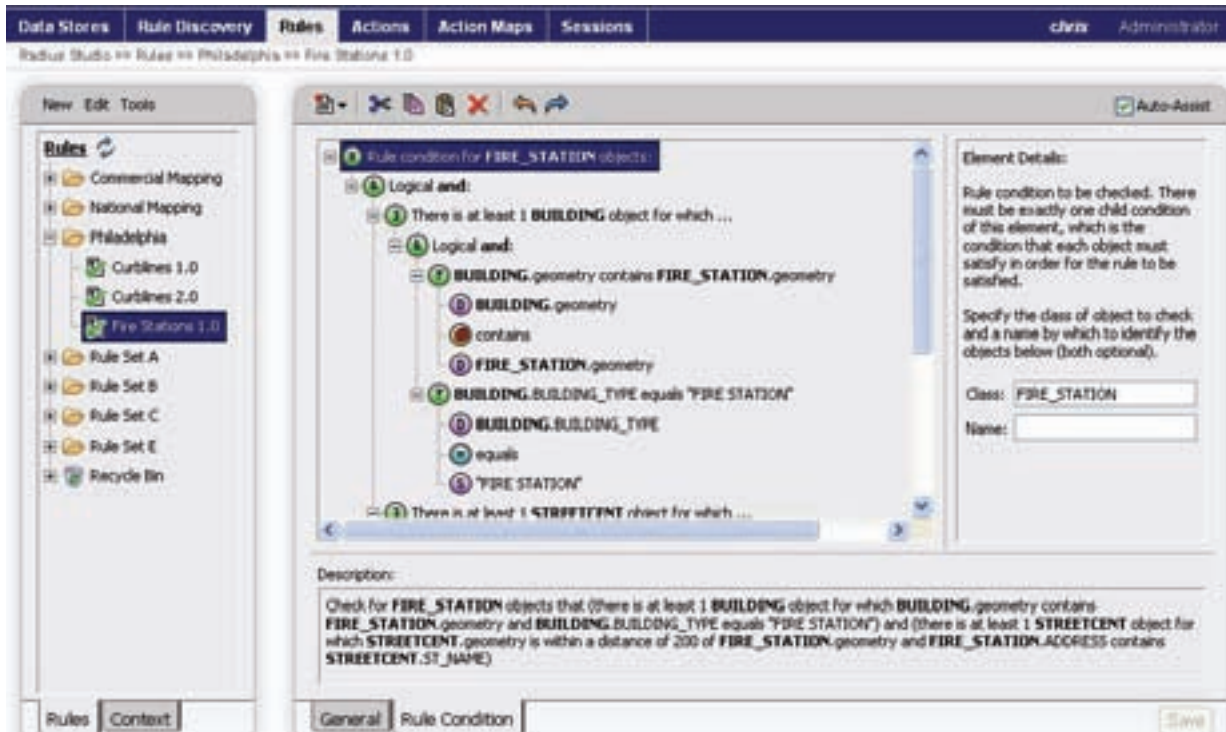 Data Stores Rule Discovery Rules Actions Action Maps Sessions chris Administrator
Radius Studio >> Rules >> Philadelphia >> Fire Stations 1.0
New Edit Tools
Auto-Assist
Rules
Commercial Mapping
National Mapping
Philadelphia
Curblines 1.0
Curblines 2.0
Fire Stations 1.0
Rule Set A
Rule Set B
Rule Set C
Rule Set E
Recycle Bin
Rule condition for FIRE_STATION objects:
Logical and:
There is at least 1 BUILDING object for which ...
Logical and:
BUILDING.geometry contains FIRE_STATION.geometry
BUILDING.geometry
contains
FIRE_STATION.geometry
BUILDING.BUILDING_TYPE equals "FIRE STATION"
BUILDING.BUILDING_TYPE
equals
"FIRE STATION"
There is at least 1 STREETCENT object for which ...
Element Details:
Rule condition to be checked. There
must be exactly one child condition
of this element, which is the
condition that each object must
satisfy in order for the rule to be
satisfied.
Specify the class of object to check
and a name by which to identify the
objects below (both optional).
Class: FIRE_STATION
Name:
Description:
Check for FIRE_STATION objects that (there is at least 1 BUILDING object for which BUILDING.geometry contains
FIRE_STATION.geometry and BUILDING.BUILDING_TYPE equals "FIRE STATION") and (there is at least 1 STREETCENT object for
which STREETCENT.geometry is within a distance of 200 of FIRE_STATION.geometry and FIRE_STATION.ADDRESS contains
STREETCENT.ST_NAME)
Rules Context
General Rule Condition
Save